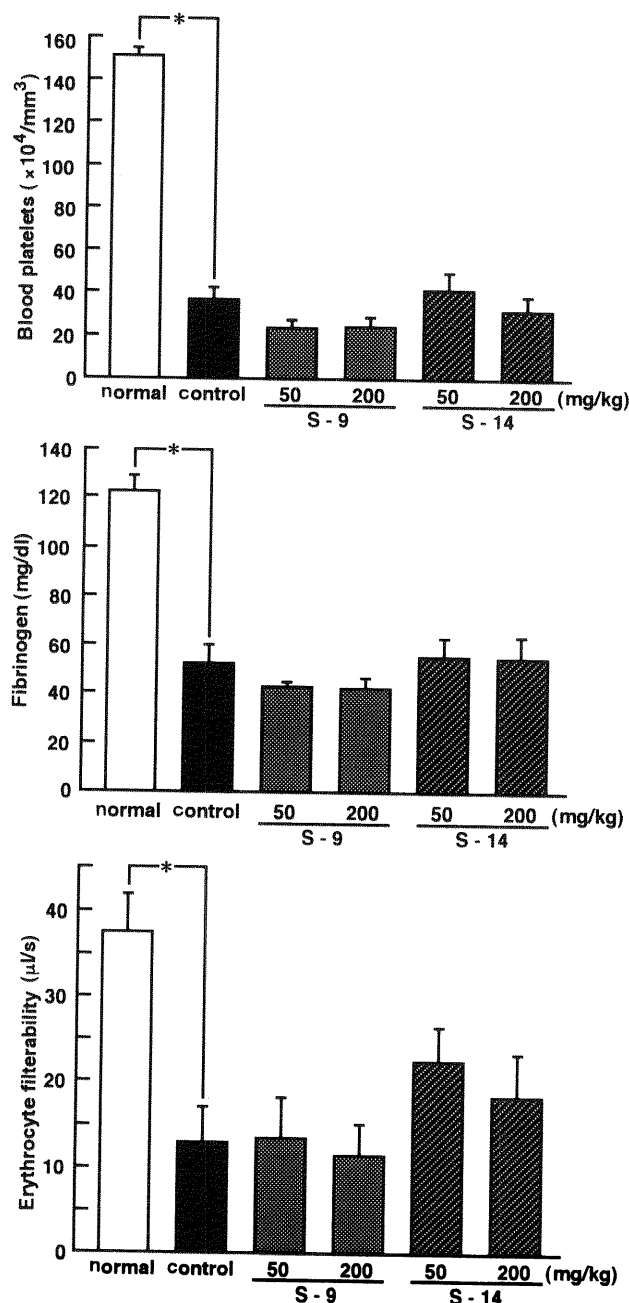 *
160
140
120
100
80
60
40
20
0
Blood platelets (×10⁴/mm³)
normal control 50 200 50 200 (mg/kg)
S - 9 S - 14
*
140
120
100
80
60
40
20
0
Fibrinogen (mg/dl)
normal control 50 200 50 200 (mg/kg)
S - 9 S - 14
*
40
30
20
10
0
Erythrocyte filterability (μl/s)
normal control 50 200 50 200 (mg/kg)
S - 9 S - 14